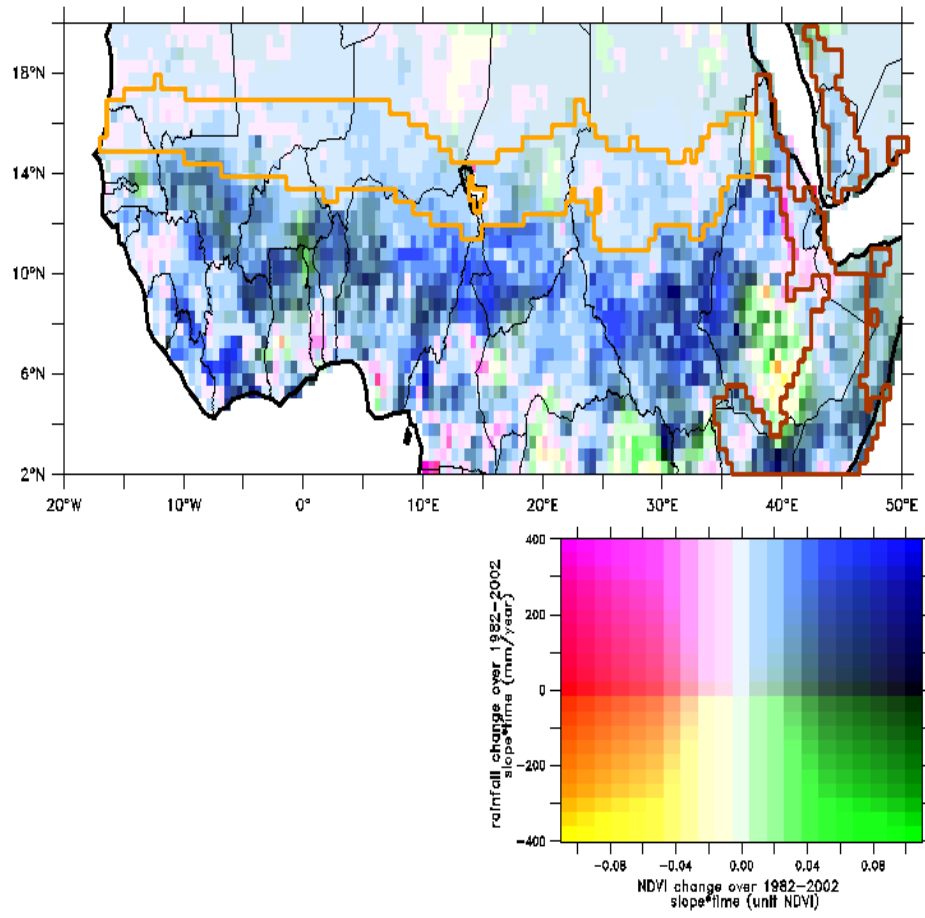 18°N
14°N
10°N
6°N
2°N
20°W
10°W
0°
10°E
20°E
30°E
40°E
50°E
rainfall change over 1982-2002
slope*time (mm/year)
400
200
0
-200
-400
-0.08
-0.04
0.00
0.04
0.08
NDVI change over 1982-2002
slope*time (unit NDVI)